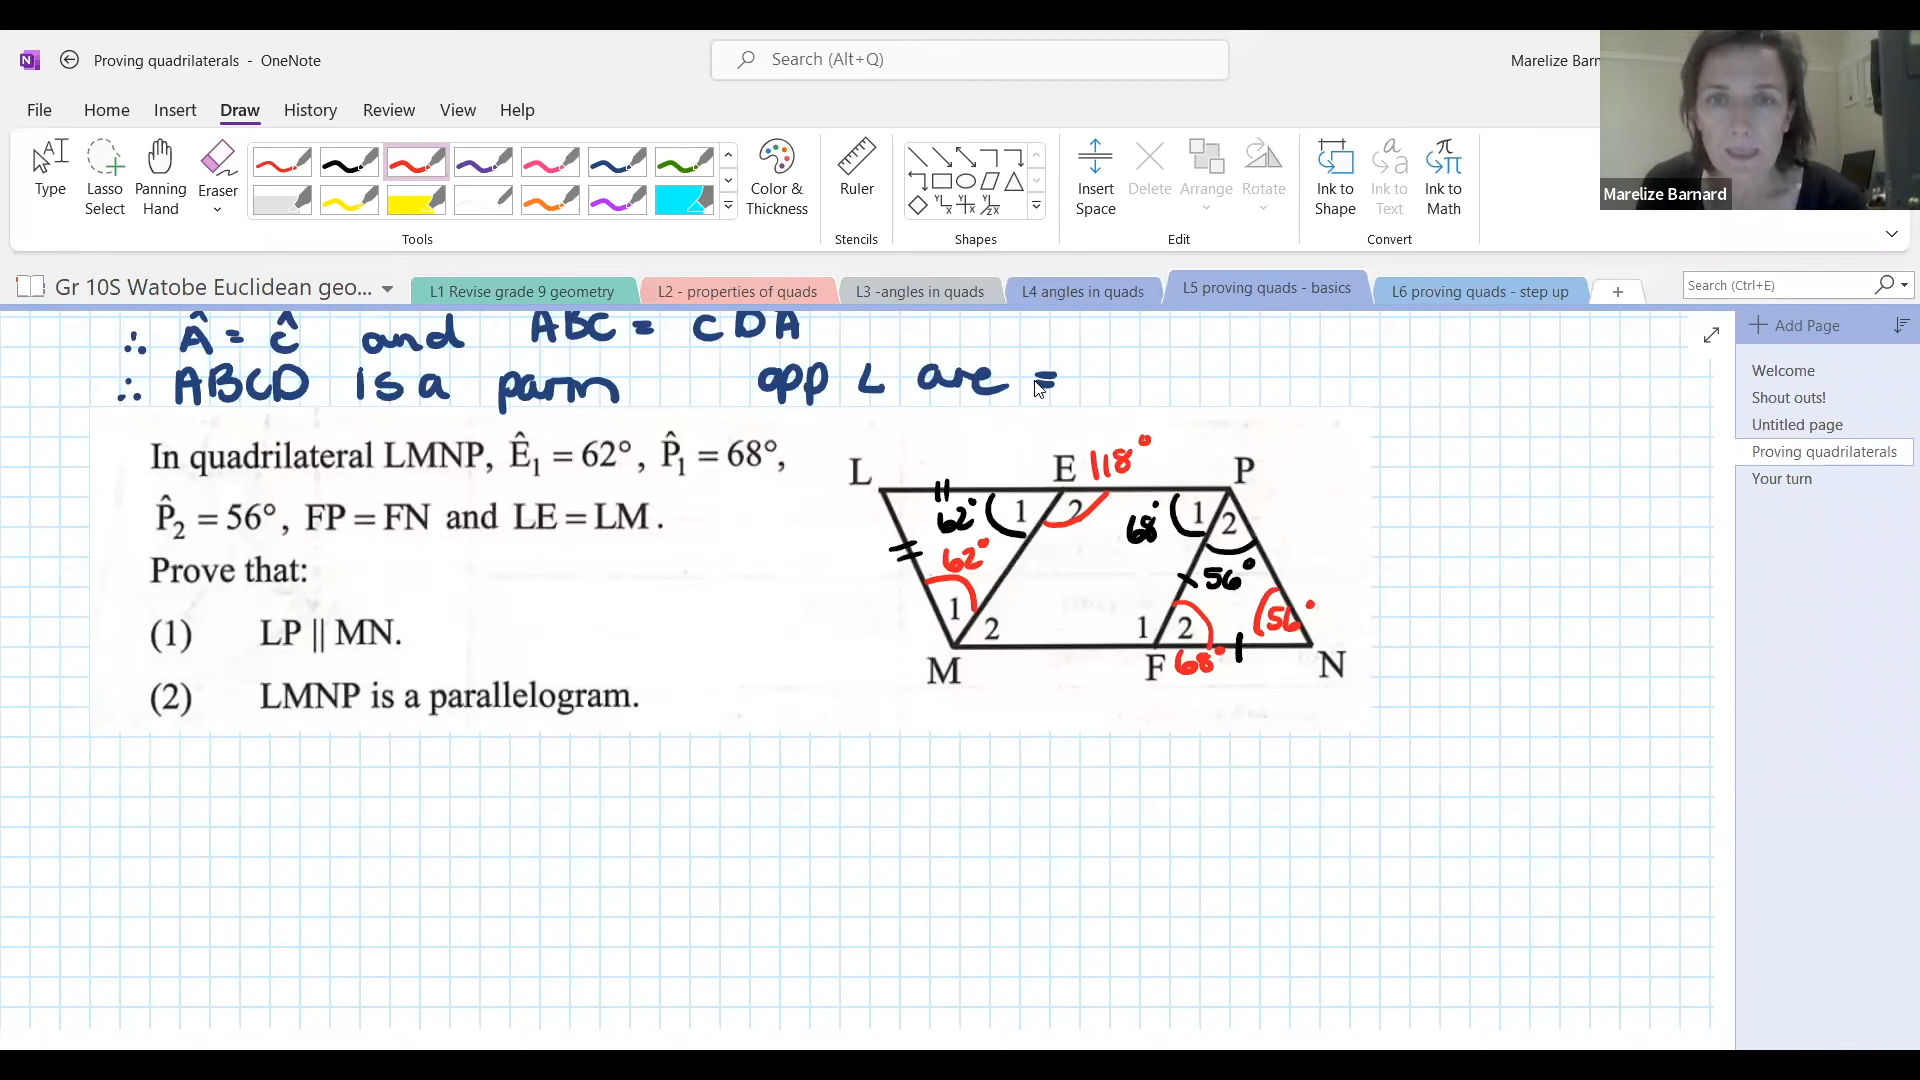 Proving quadrilaterals - OneNote
Search (Alt+Q)
Marelize Barn
File Home Insert Draw History Review View Help
Type
Lasso Select
Panning Hand
Eraser
Color & Thickness
Ruler
Insert Space
Delete
Arrange
Rotate
Ink to Shape
Ink to Text
Ink to Math
Marelize Barnard
Tools Stencils Shapes Edit Convert
Gr 10S Watobe Euclidean geo...
L1 Revise grade 9 geometry
L2 - properties of quads
L3 -angles in quads
L4 angles in quads
L5 proving quads - basics
L6 proving quads - step up
Search (Ctrl+E)
Add Page
Welcome
Shout outs!
Untitled page
Proving quadrilaterals
Your turn
∴ Â = Ĉ and ABC = CDA
∴ ABCD is a parm opp ∠ are =
In quadrilateral LMNP, Ê₁ = 62°, P̂₁ = 68°,
P̂₂ = 56°, FP = FN and LE = LM.
Prove that:
(1) LP || MN.
(2) LMNP is a parallelogram.
L E 118° P
62° 1 2 68° 1 2
62° 56°
1 2 1 2 56°
M F 68° N